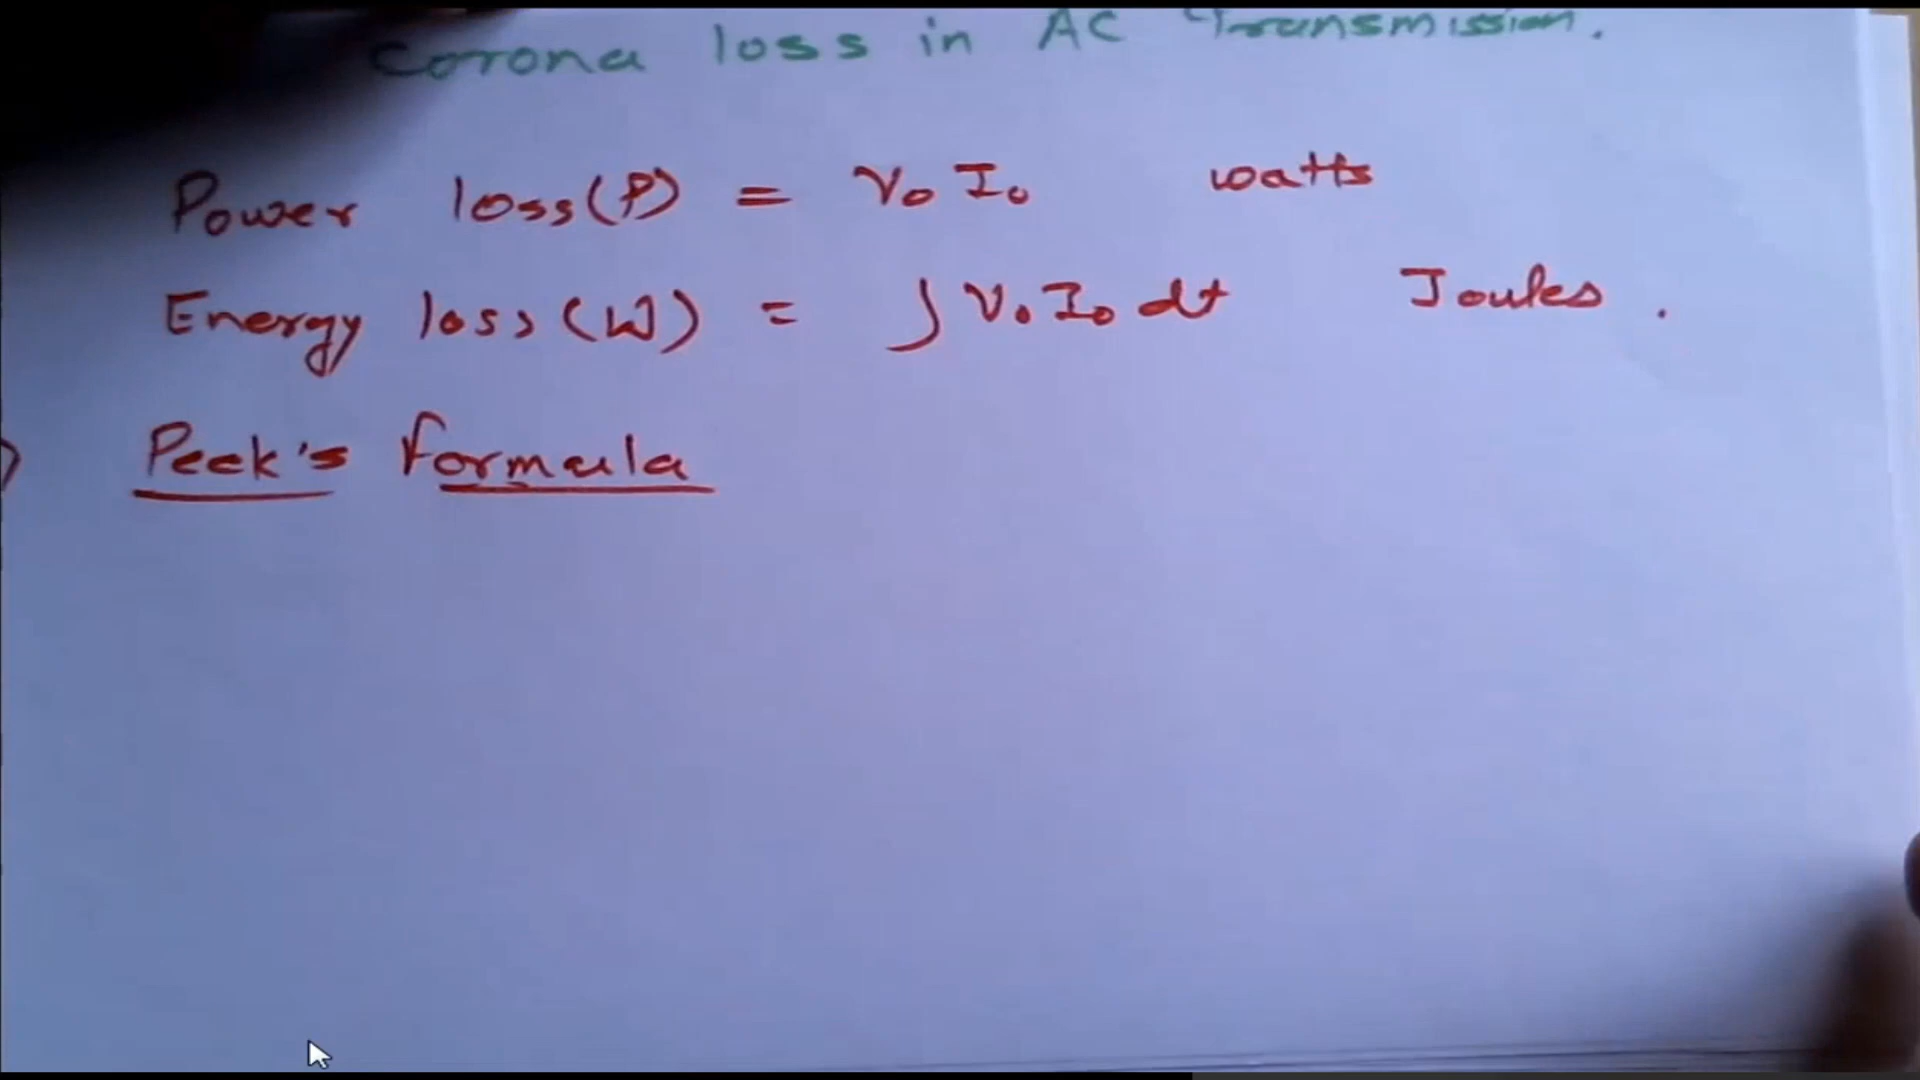 Corona loss in AC Transmission.
Power loss(P) = V₀ I₀ watts
Energy loss(W) = ∫ V₀ I₀ dt Joules.
) Peek's formula